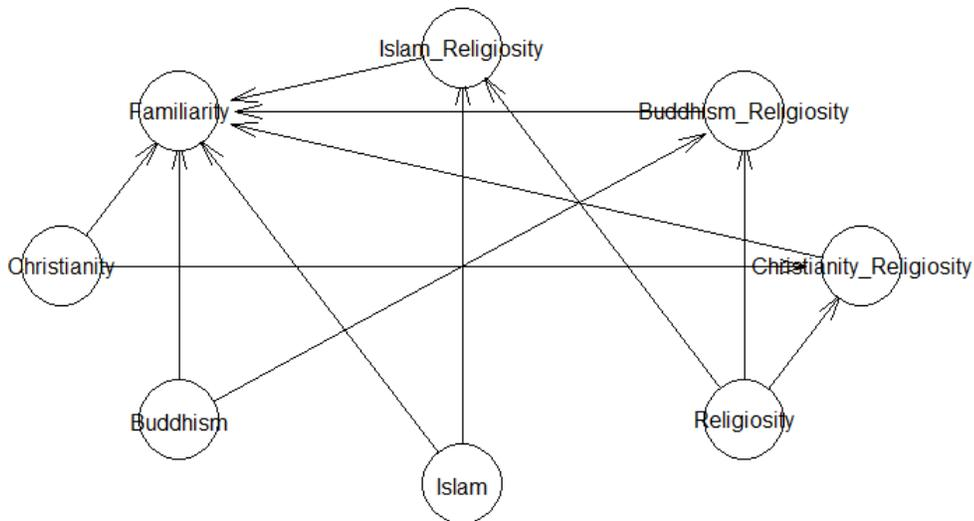 Islam_Religiosity
Familiarity
Buddhism_Religiosity
Christianity
Christianity_Religiosity
Buddhism
Religiosity
Islam